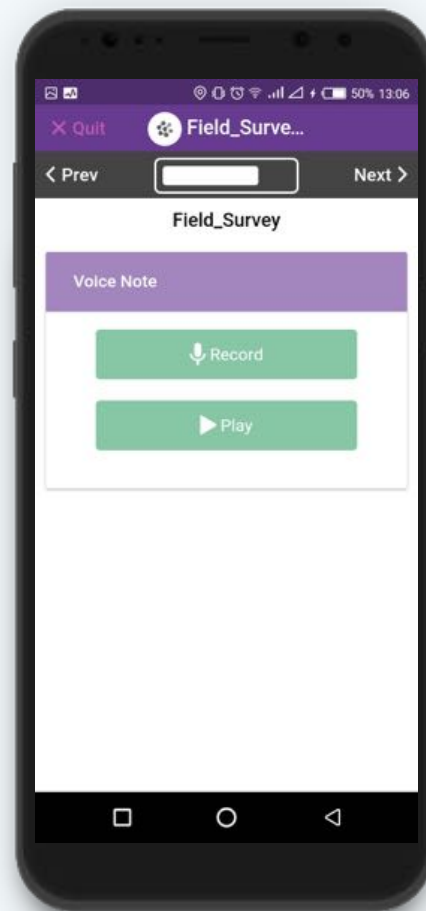 50% 13:06
× Quit Field_Surve...
< Prev Next >
Field_Survey
Voice Note
Record
Play